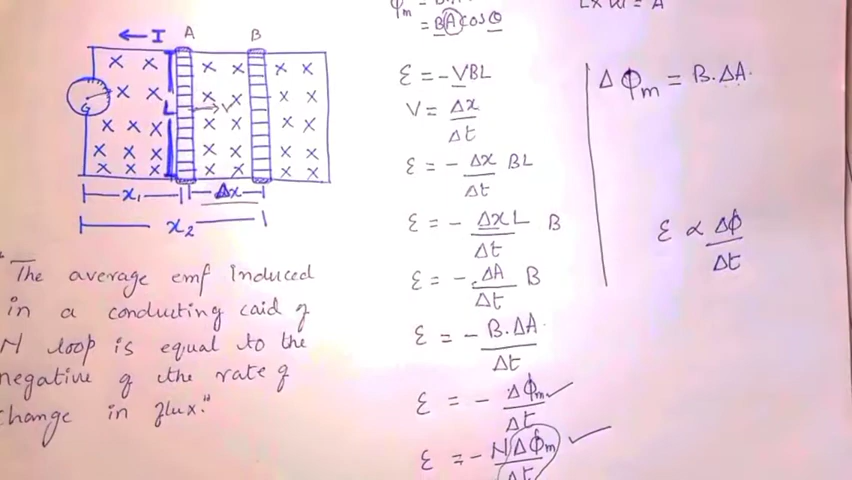 = BA cosθ
L x W = A
I
A
B
L
V
G
x₁
Δx
x₂
"The average emf induced
in a conducting coid of
N loop is equal to the
negative of the rate of
change in flux."
ε = - VBL
V = Δx/Δt
ε = - Δx/Δt BL
ε = - ΔxL/Δt B
ε = - ΔA/Δt B
ε = - B.ΔA/Δt
ε = - Δϕm/Δt
ε = - NΔϕm/Δt
Δϕm = B.ΔA
ε ∝ Δϕ/Δt